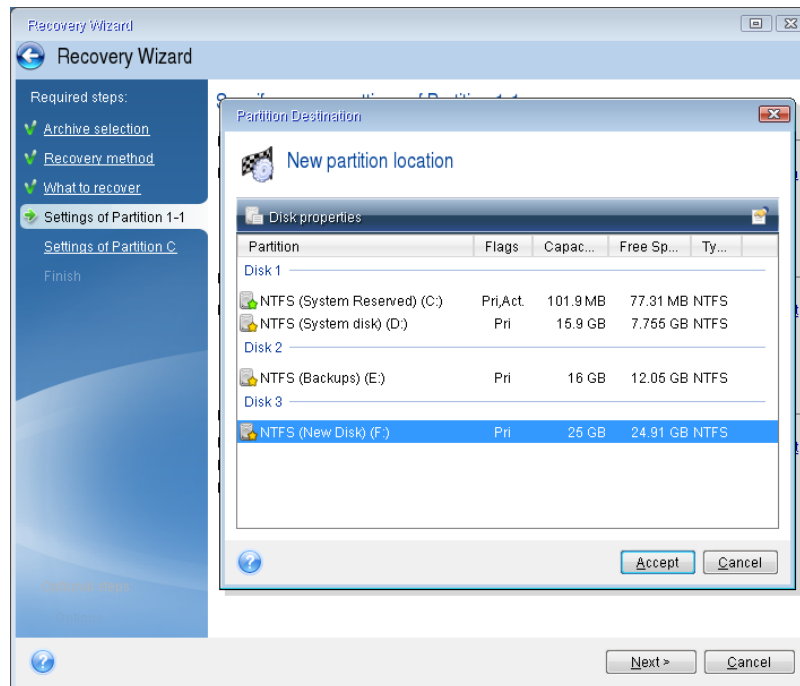 Recovery Wizard
Recovery Wizard
Required steps:
Archive selection
Recovery method
What to recover
Settings of Partition 1-1
Settings of Partition C
Finish
Partition Destination
New partition location
Disk properties
Partition Flags Capac... Free Sp... Ty...
Disk 1
NTFS (System Reserved) (C:) Pri,Act. 101.9 MB 77.31 MB NTFS
NTFS (System disk) (D:) Pri 15.9 GB 7.755 GB NTFS
Disk 2
NTFS (Backups) (E:) Pri 16 GB 12.05 GB NTFS
Disk 3
NTFS (New Disk) (F:) Pri 25 GB 24.91 GB NTFS
Accept Cancel
Options
Next > Cancel